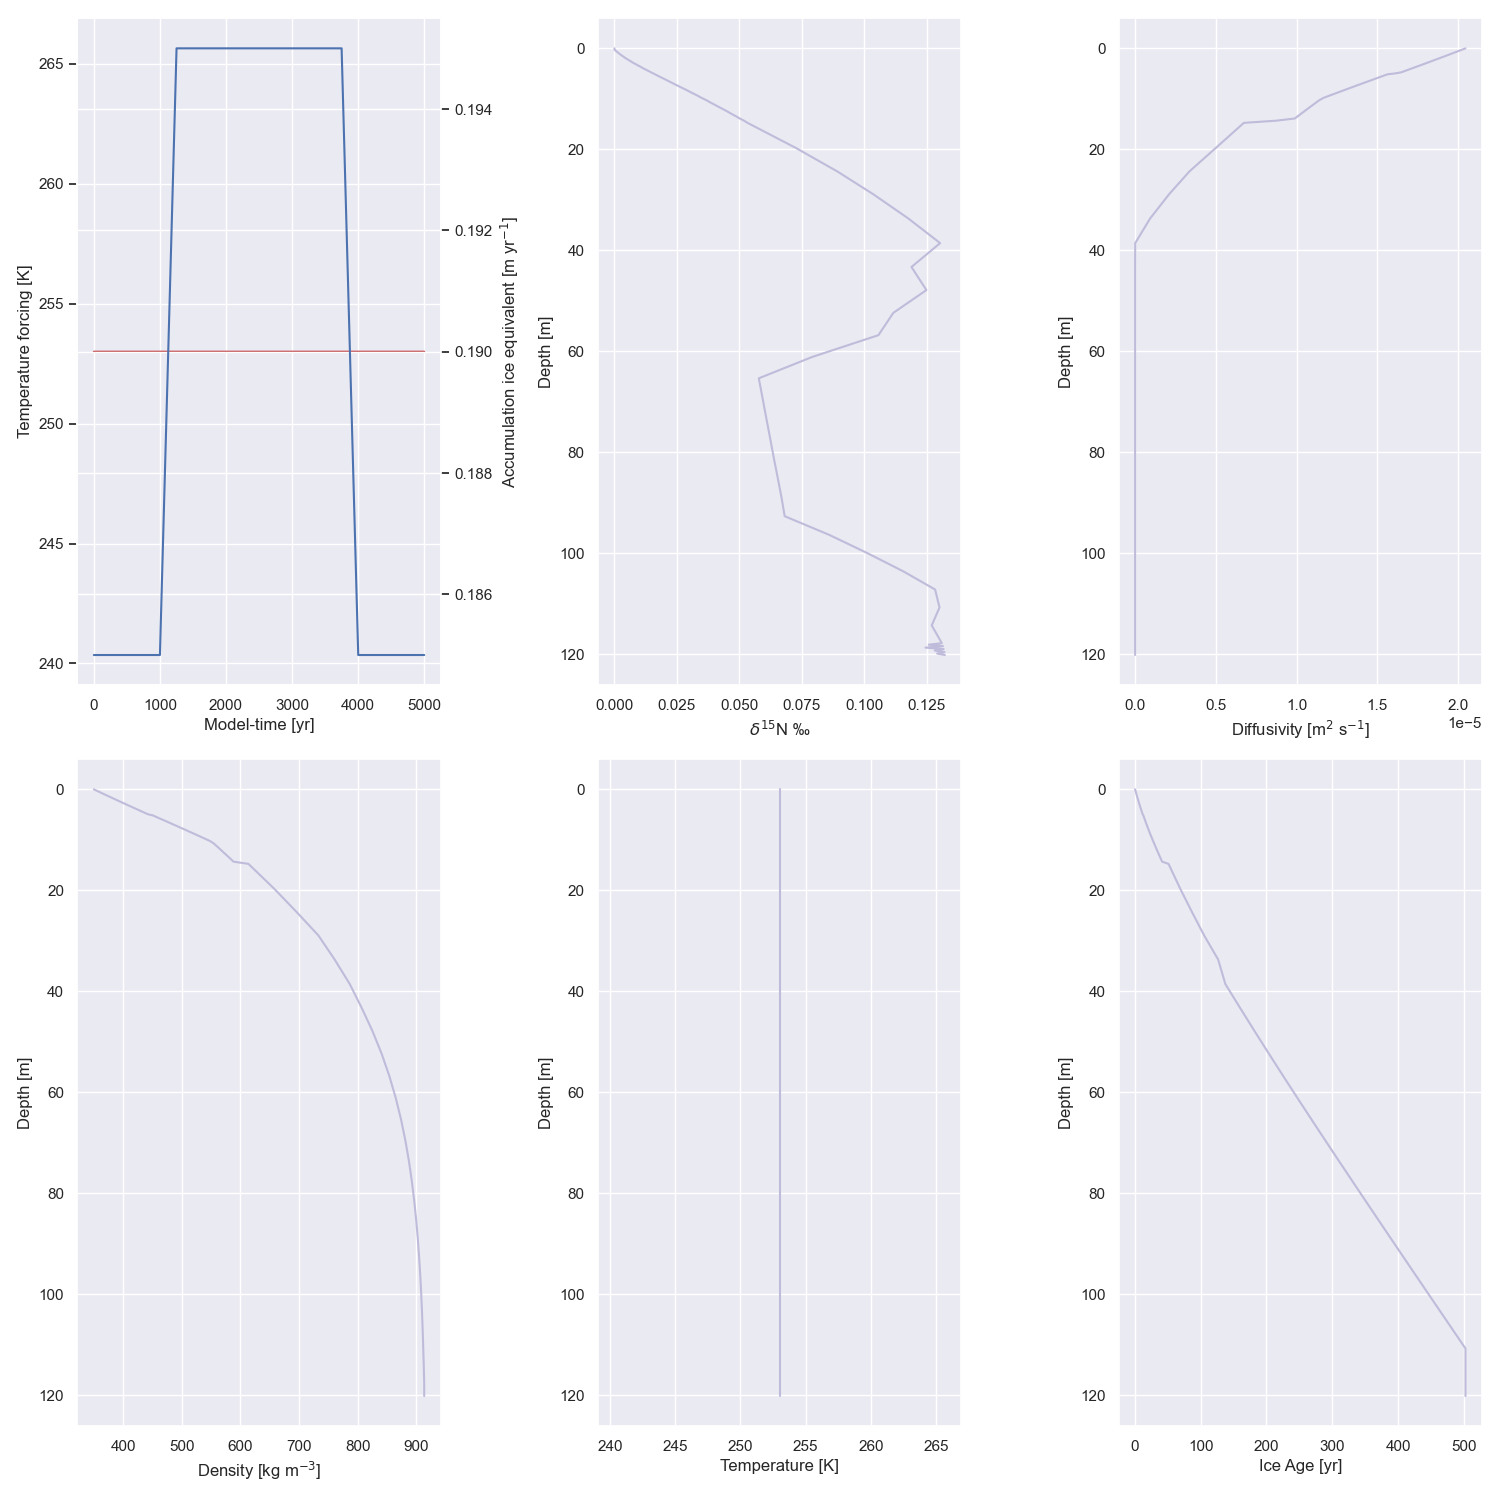 265
260
255
250
245
240
Temperature forcing [K]
0 1000 2000 3000 4000 5000
Model-time [yr]
0.194
0.192
0.190
0.188
0.186
Accumulation ice equivalent [m yr⁻¹]
0
20
40
60
80
100
120
Depth [m]
0.000 0.025 0.050 0.075 0.100 0.125
δ¹⁵N ‰
0
20
40
60
80
100
120
Depth [m]
0.0 0.5 1.0 1.5 2.0
1e−5
Diffusivity [m² s⁻¹]
0
20
40
60
80
100
120
Depth [m]
400 500 600 700 800 900
Density [kg m⁻³]
0
20
40
60
80
100
120
Depth [m]
240 245 250 255 260 265
Temperature [K]
0
20
40
60
80
100
120
Depth [m]
0 100 200 300 400 500
Ice Age [yr]